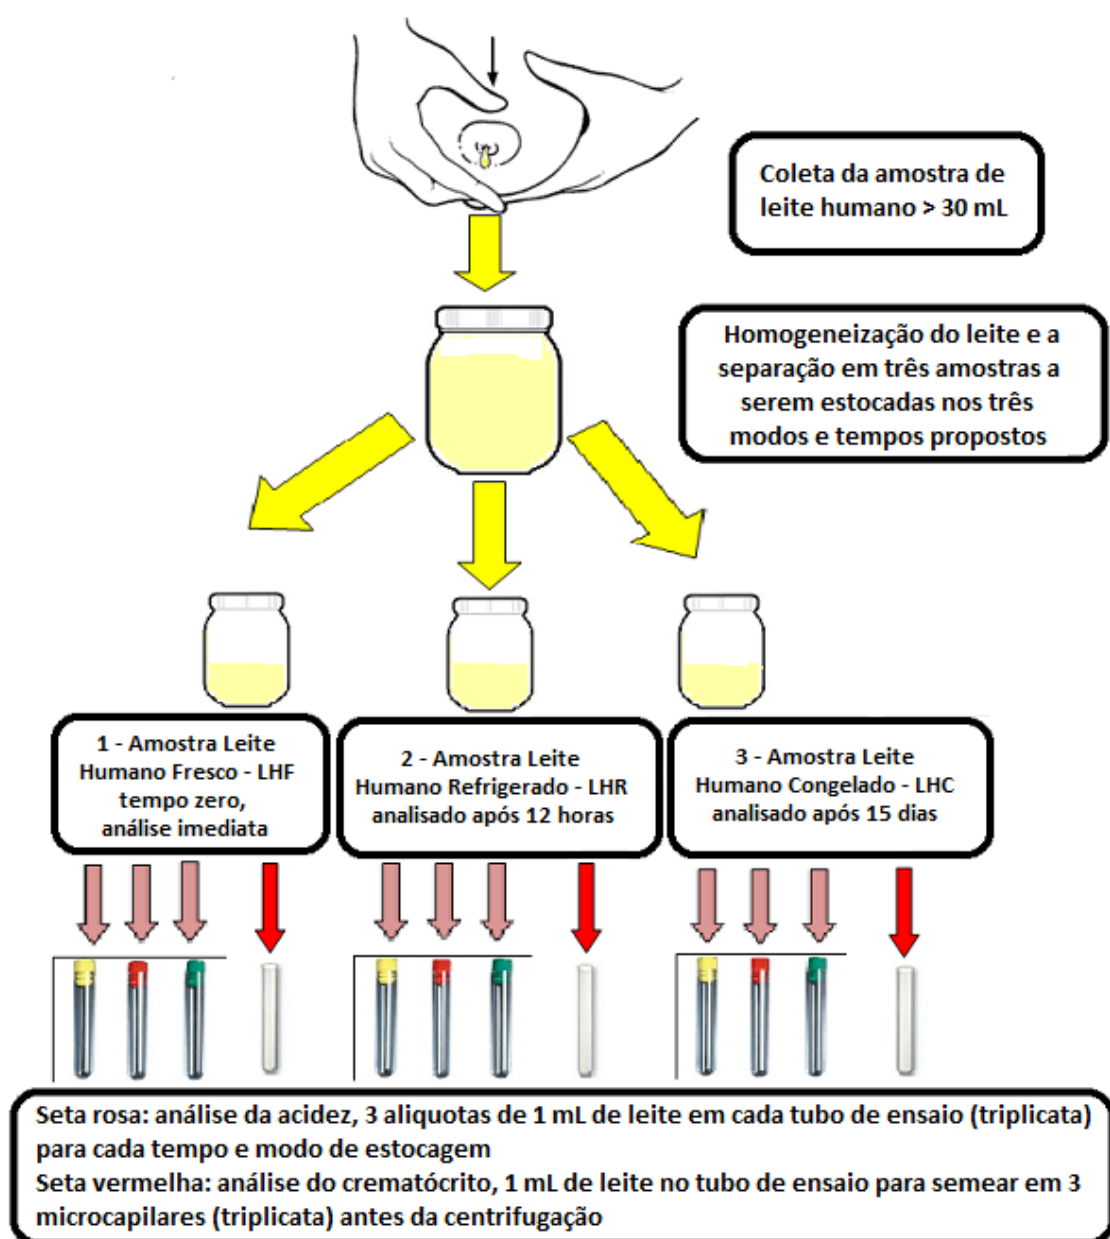 Coleta da amostra de
leite humano > 30 mL
Homogeneização do leite e a
separação em três amostras a
serem estocadas nos três
modos e tempos propostos
1 - Amostra Leite
Humano Fresco - LHF
tempo zero,
análise imediata
2 - Amostra Leite
Humano Refrigerado - LHR
analisado após 12 horas
3 - Amostra Leite
Humano Congelado - LHC
analisado após 15 dias
Seta rosa: análise da acidez, 3 aliquotas de 1 mL de leite em cada tubo de ensaio (triplicata)
para cada tempo e modo de estocagem
Seta vermelha: análise do crematócrito, 1 mL de leite no tubo de ensaio para semear em 3
microcapilares (triplicata) antes da centrifugação